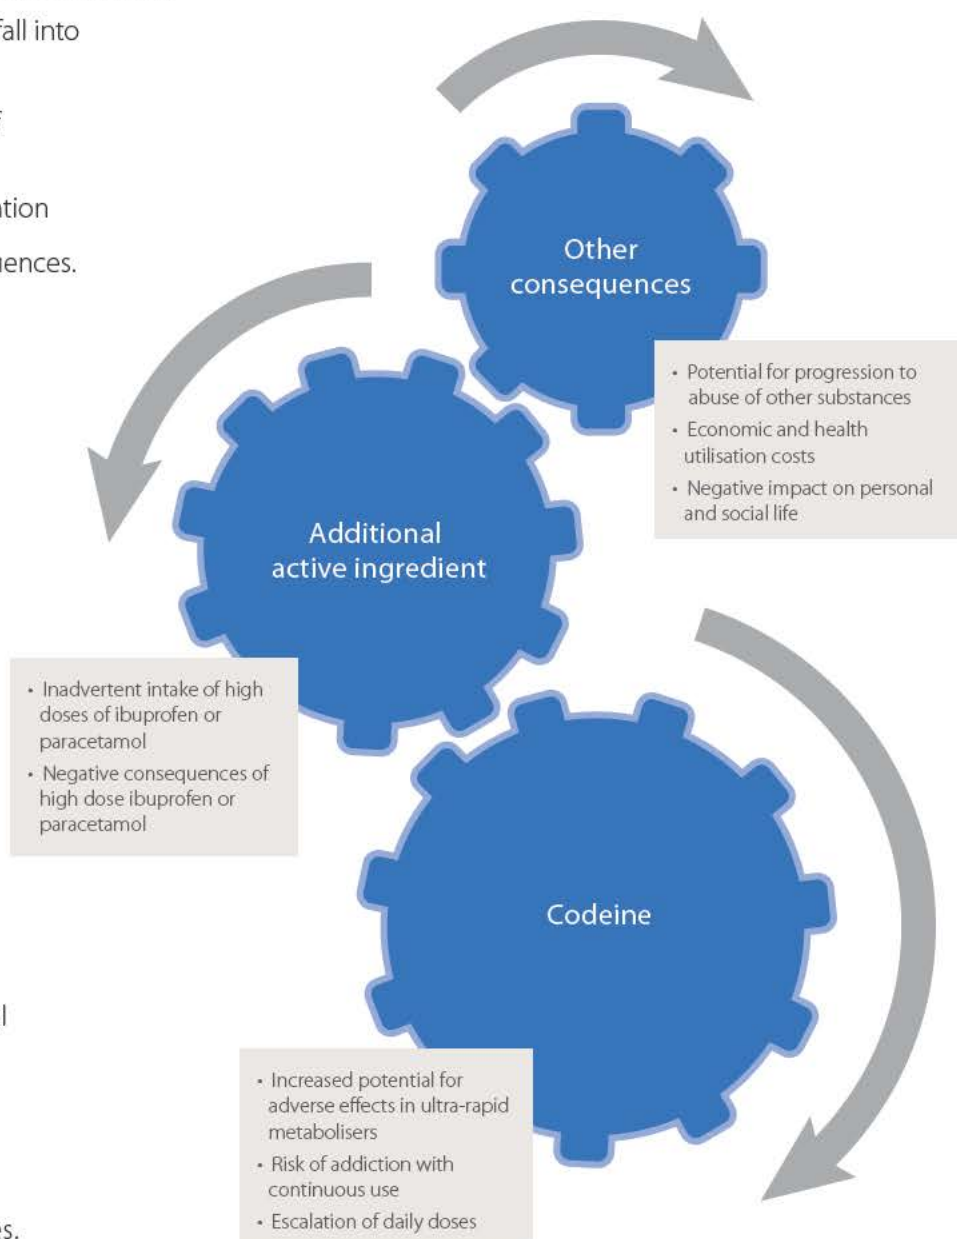 fall into
ation
uences.
Other
consequences
• Potential for progression to
abuse of other substances
• Economic and health
utilisation costs
• Negative impact on personal
and social life
Additional
active ingredient
• Inadvertent intake of high
doses of ibuprofen or
paracetamol
• Negative consequences of
high dose ibuprofen or
paracetamol
Codeine
• Increased potential for
adverse effects in ultra-rapid
metabolisers
• Risk of addiction with
continuous use
• Escalation of daily doses
es.